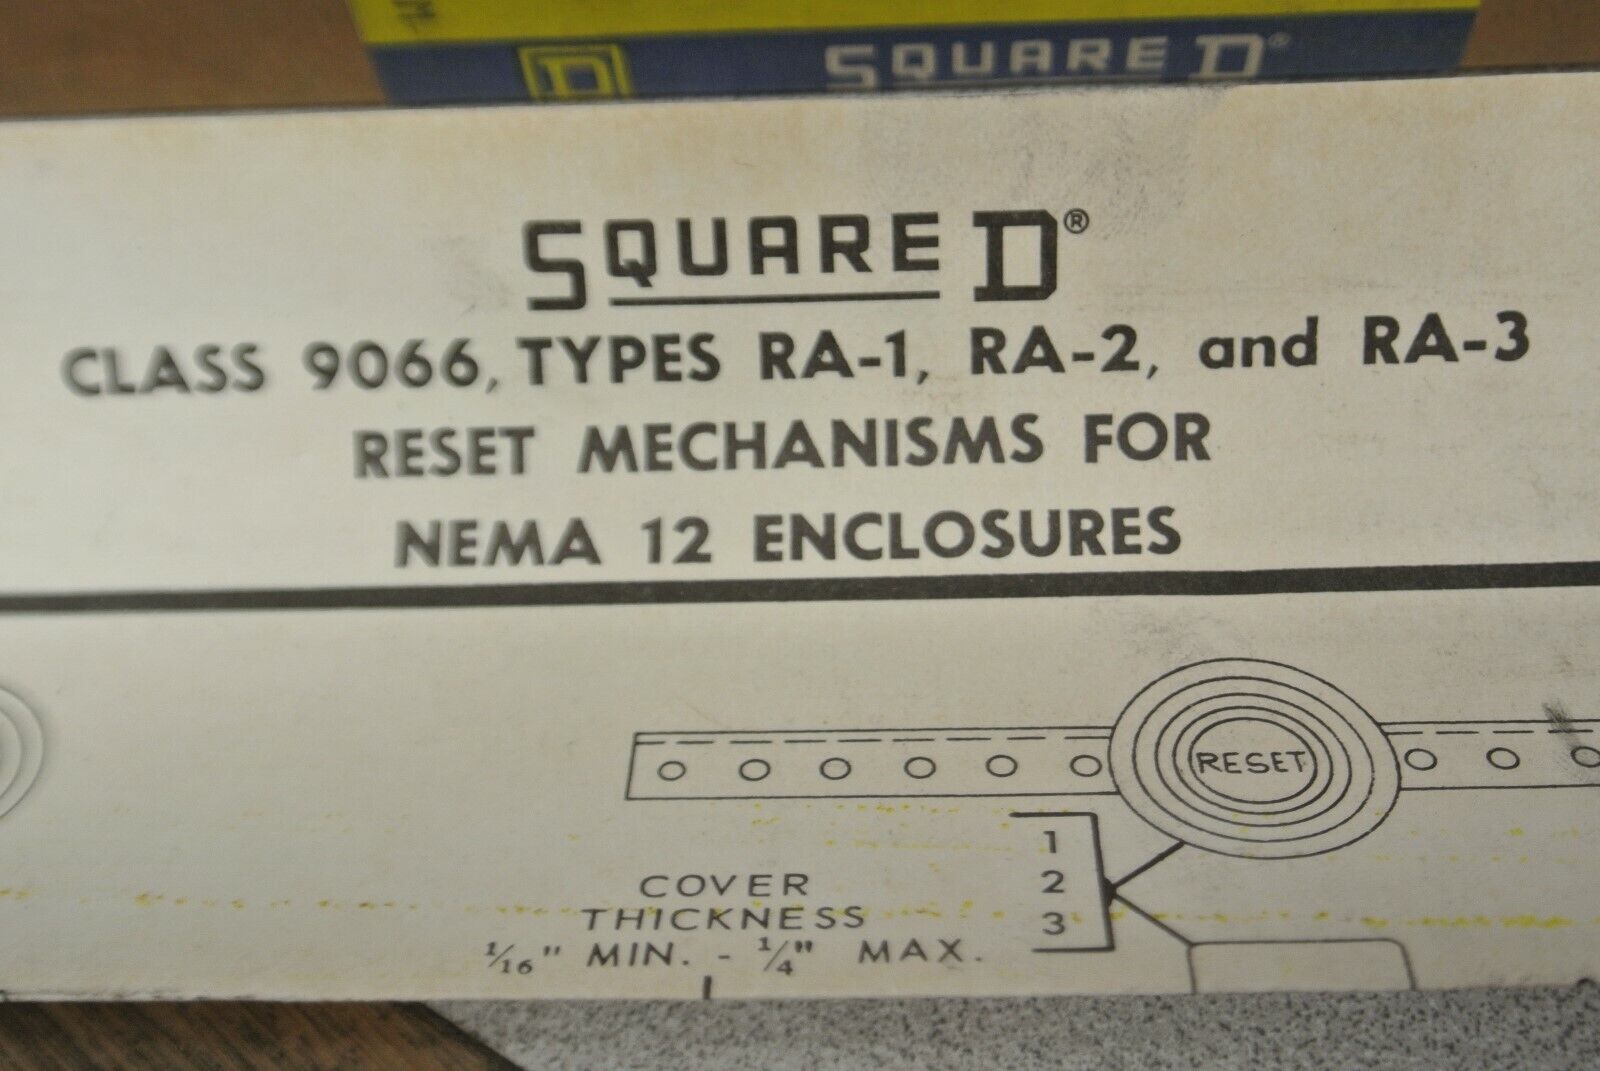 D SQUARE D®
SQUARE D®
CLASS 9066, TYPES RA-1, RA-2, and RA-3
RESET MECHANISMS FOR
NEMA 12 ENCLOSURES
RESET
1
2
3
COVER
THICKNESS
1/16" MIN. - 1/4" MAX.